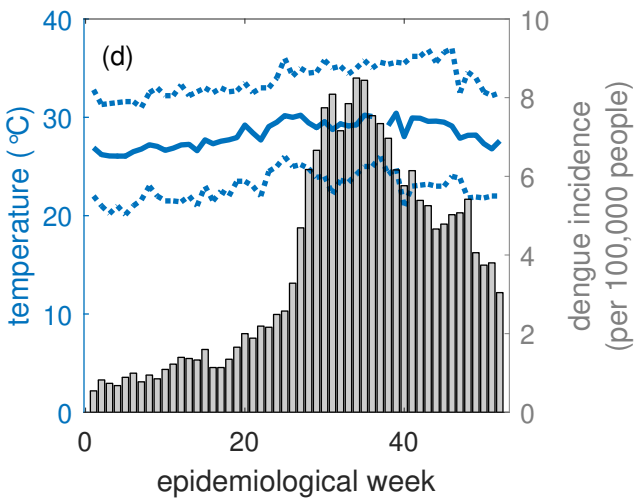 (d)
40
30
20
10
0
temperature (°C)
10
8
6
4
2
0
dengue incidence
(per 100,000 people)
0
20
40
epidemiological week